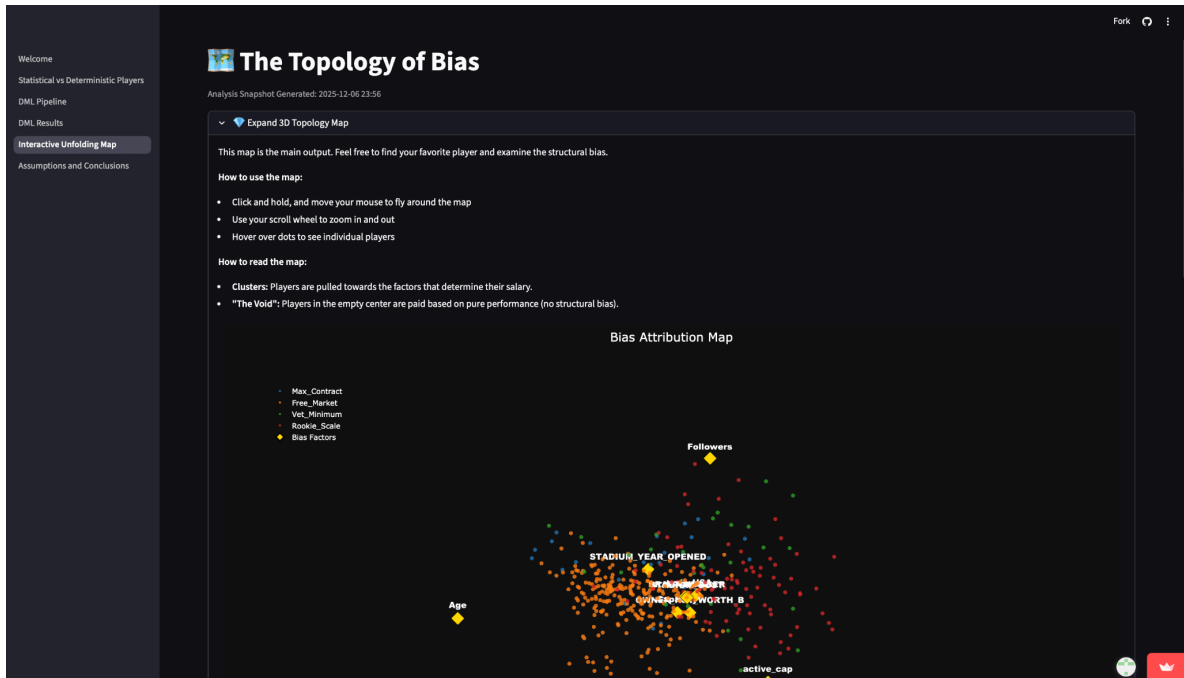 Fork
Welcome
Statistical vs Deterministic Players
DML Pipeline
DML Results
Interactive Unfolding Map
Assumptions and Conclusions
The Topology of Bias
Analysis Snapshot Generated: 2025-12-06 23:56
Expand 3D Topology Map
This map is the main output. Feel free to find your favorite player and examine the structural bias.
How to use the map:
• Click and hold, and move your mouse to fly around the map
• Use your scroll wheel to zoom in and out
• Hover over dots to see individual players
How to read the map:
• Clusters: Players are pulled towards the factors that determine their salary.
• "The Void": Players in the empty center are paid based on pure performance (no structural bias).
Bias Attribution Map
Max_Contract
Free_Market
Vet_Minimum
Rookie_Scale
Bias Factors
Followers
STADIUM_YEAR_OPENED
Age
active_cap